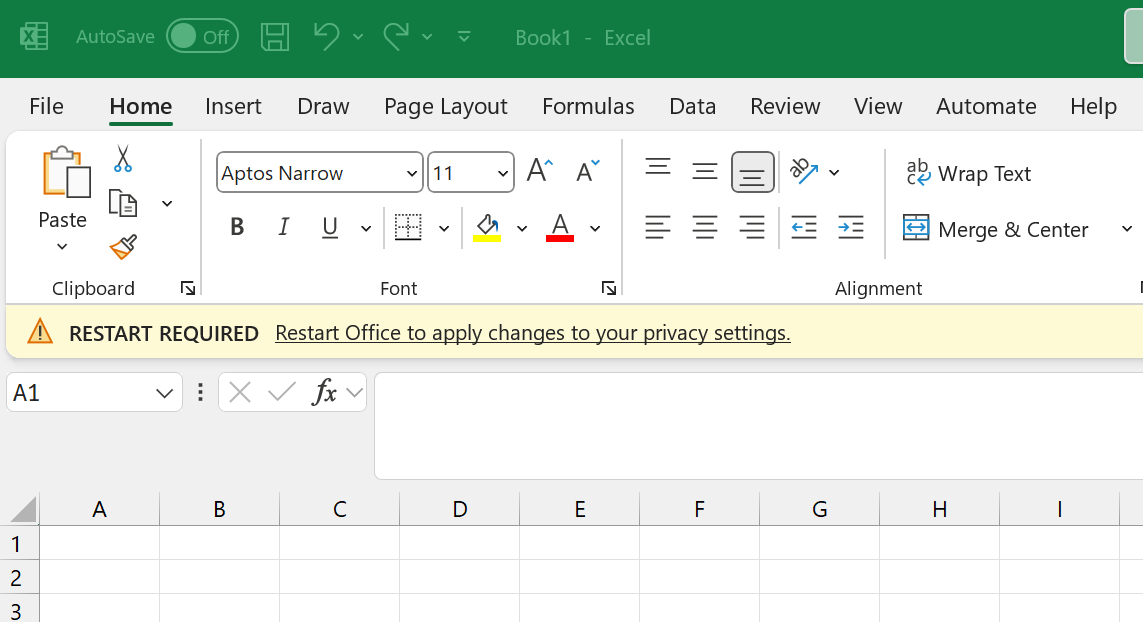 AutoSave Off Book1 - Excel
File Home Insert Draw Page Layout Formulas Data Review View Automate Help
Aptos Narrow 11 A A ab Wrap Text
Paste B I U A Merge & Center
Clipboard Font Alignment
RESTART REQUIRED Restart Office to apply changes to your privacy settings.
A1 fx
A B C D E F G H I
1
2
3